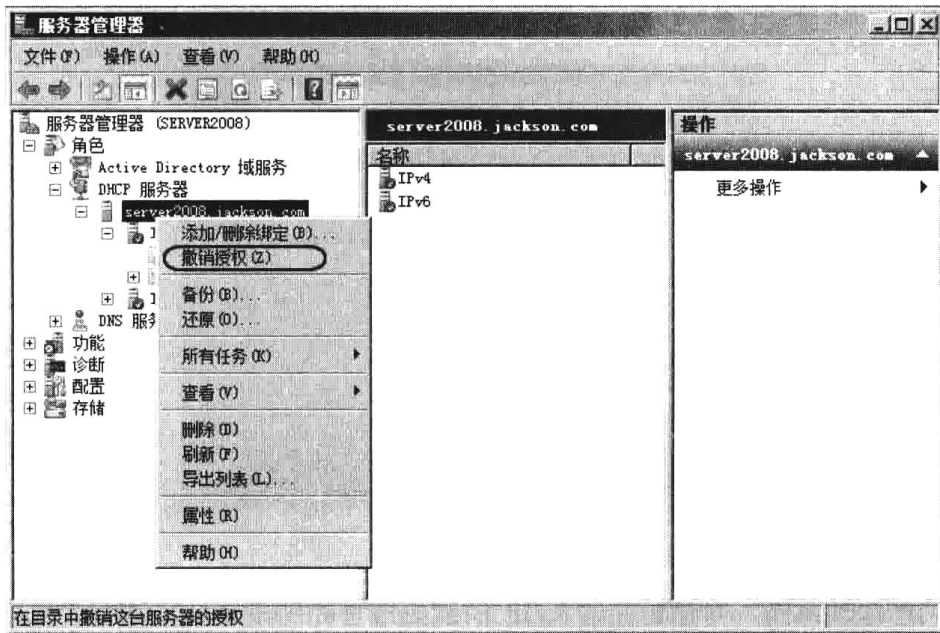 服务器管理器
文件(F) 操作(A) 查看(V) 帮助(H)
服务器管理器 (SERVER2008)
角色
Active Directory 域服务
DHCP 服务器
server2008.jackson.com
DNS 服务
功能
诊断
配置
存储
添加/删除绑定(B)...
撤销授权(Z)
备份(B)...
还原(O)...
所有任务(K)
查看(V)
删除(D)
刷新(F)
导出列表(L)...
属性(R)
帮助(H)
server2008.jackson.com
名称
IPv4
IPv6
操作
server2008.jackson.com
更多操作
在目录中撤销这台服务器的授权